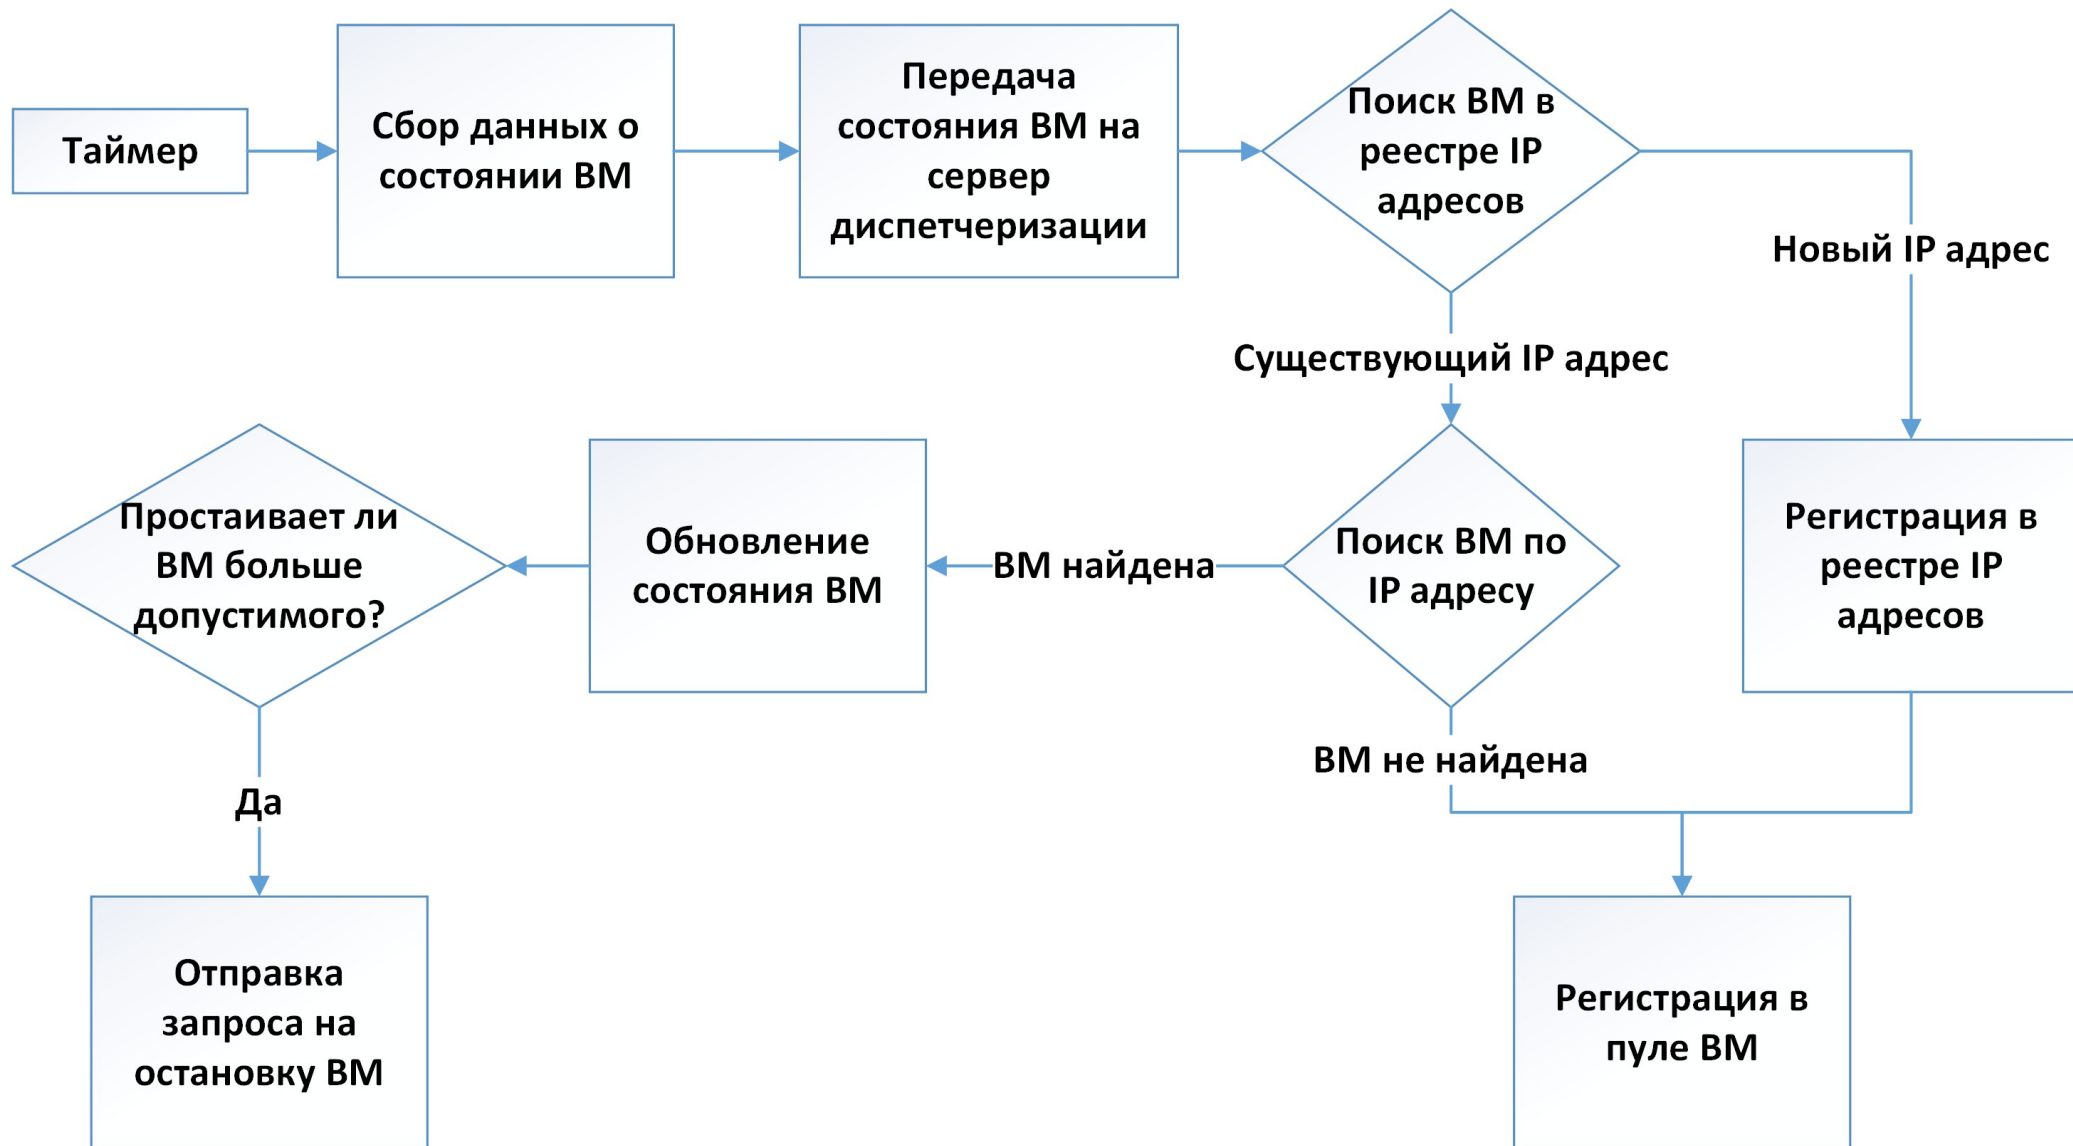 Таймер
Сбор данных о
состоянии ВМ
Передача
состояния ВМ на
сервер
диспетчеризации
Поиск ВМ в
реестре IP
адресов
Новый IP адрес
Существующий IP адрес
Простаивает ли
ВМ больше
допустимого?
Обновление
состояния ВМ
ВМ найдена
Поиск ВМ по
IP адресу
Регистрация в
реестре IP
адресов
ВМ не найдена
Да
Отправка
запроса на
остановку ВМ
Регистрация в
пуле ВМ